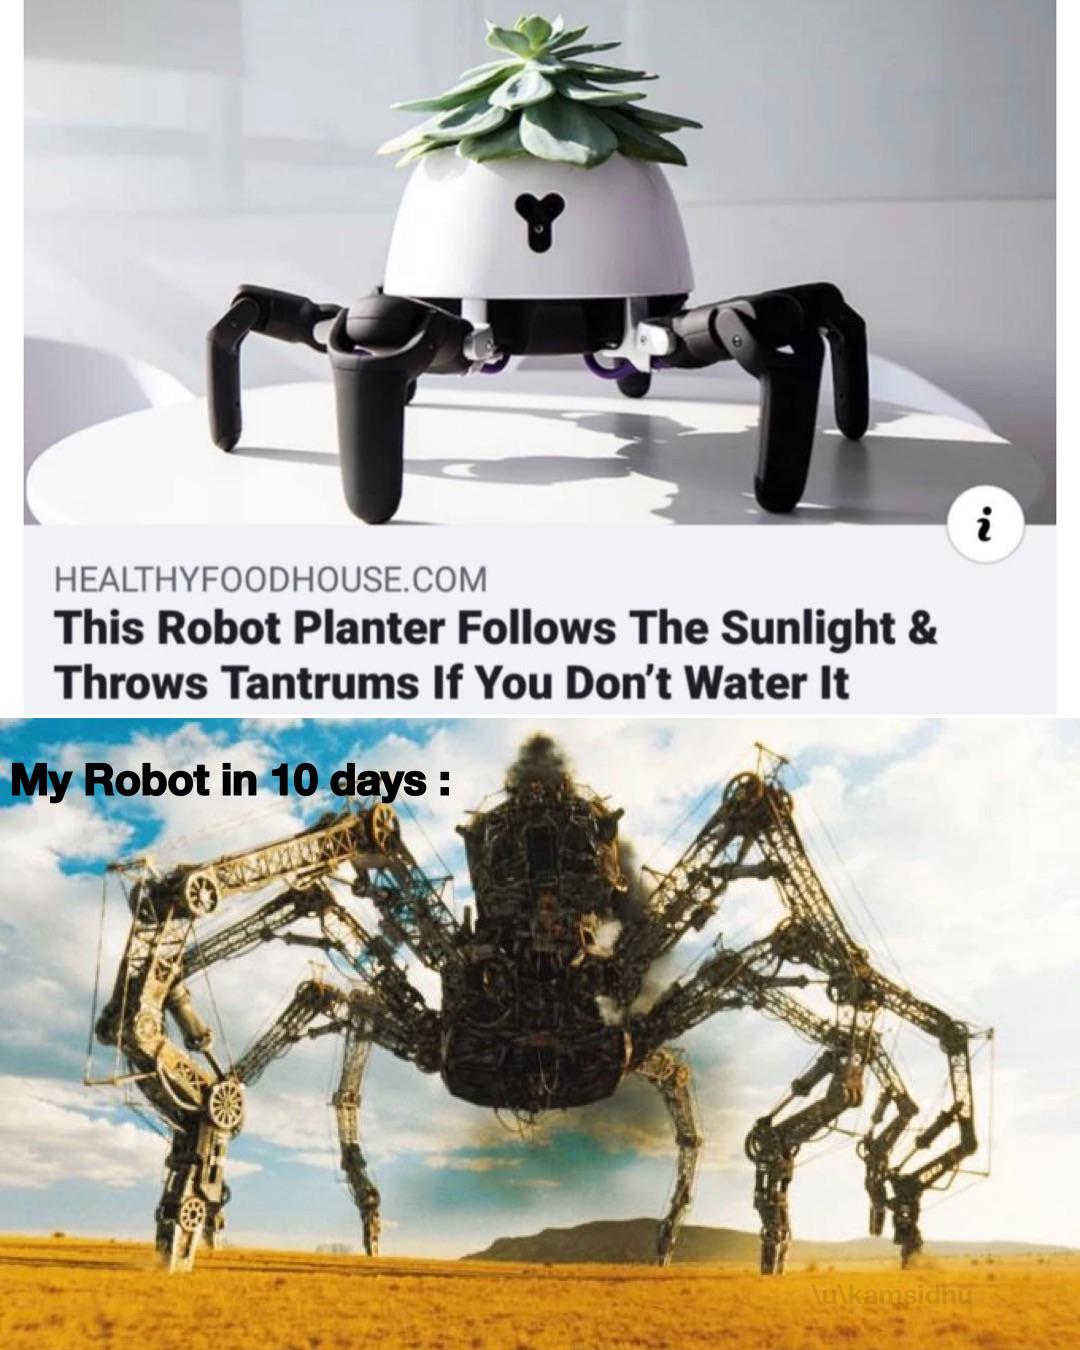 i
HEALTHYFOODHOUSE.COM
This Robot Planter Follows The Sunlight &
Throws Tantrums If You Don’t Water It
My Robot in 10 days :
\u\kamsidhu